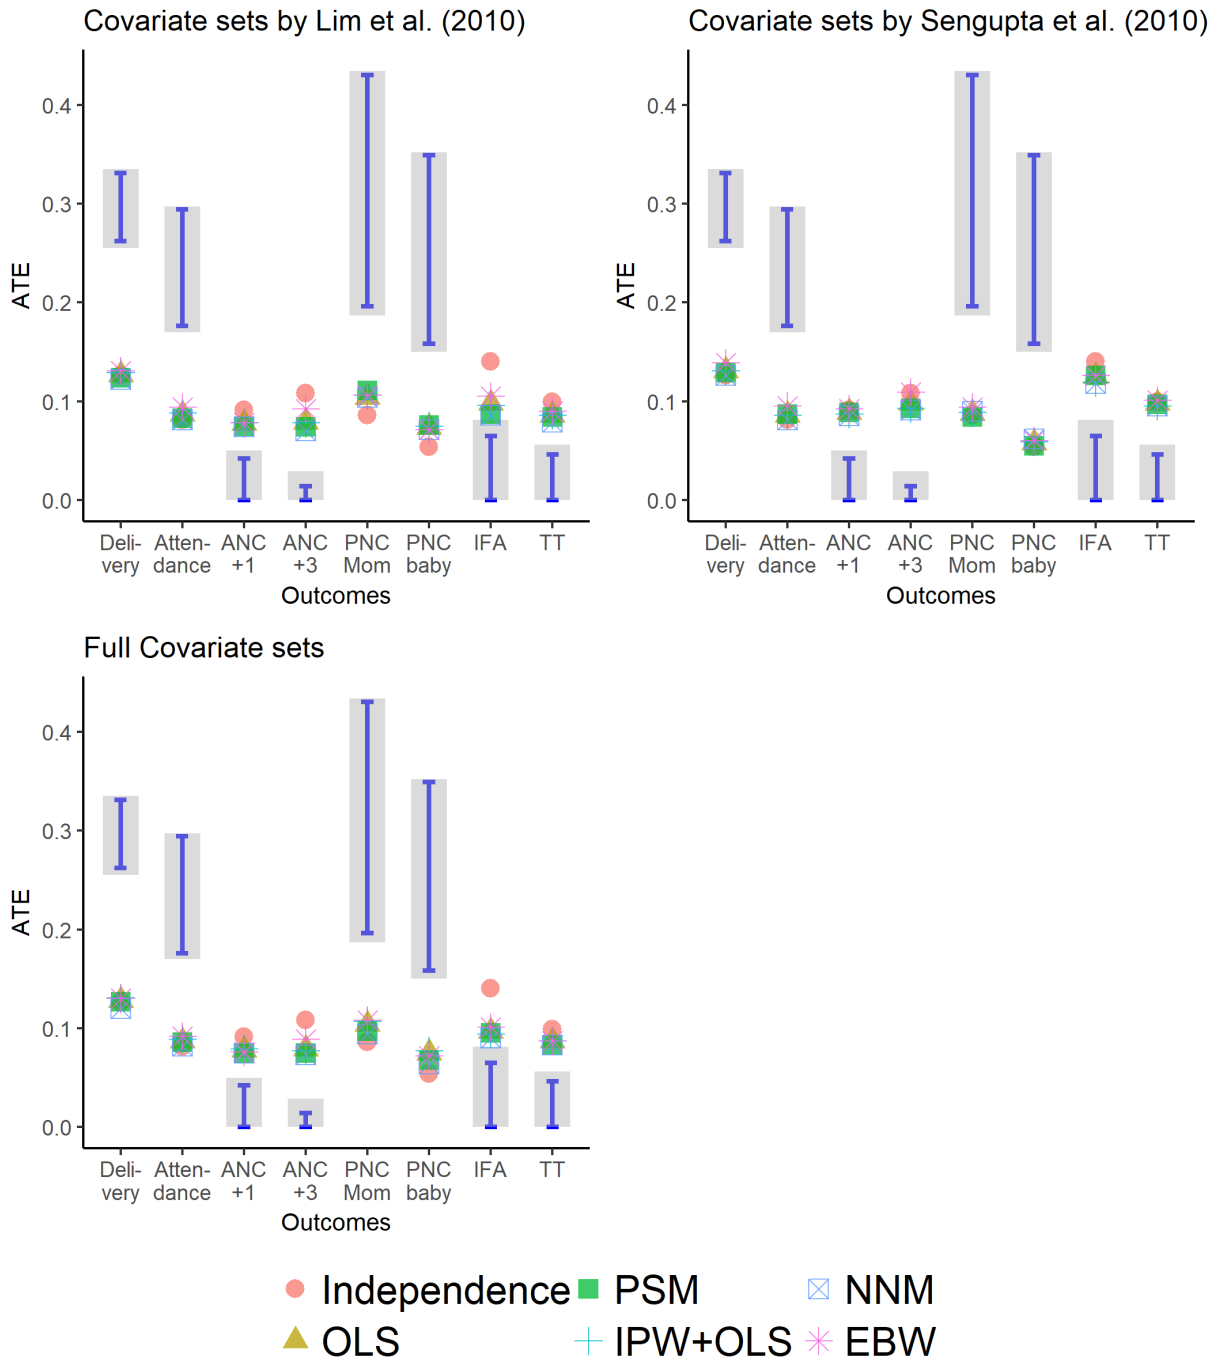 Covariate sets by Lim et al. (2010)
ATE
0.4
0.3
0.2
0.1
0.0
Deli-
very
Atten-
dance
ANC
+1
ANC
+3
PNC
Mom
PNC
baby
IFA
TT
Outcomes
Covariate sets by Sengupta et al. (2010)
ATE
0.4
0.3
0.2
0.1
0.0
Deli-
very
Atten-
dance
ANC
+1
ANC
+3
PNC
Mom
PNC
baby
IFA
TT
Outcomes
Full Covariate sets
ATE
0.4
0.3
0.2
0.1
0.0
Deli-
very
Atten-
dance
ANC
+1
ANC
+3
PNC
Mom
PNC
baby
IFA
TT
Outcomes
Independence PSM NNM
OLS IPW+OLS EBW